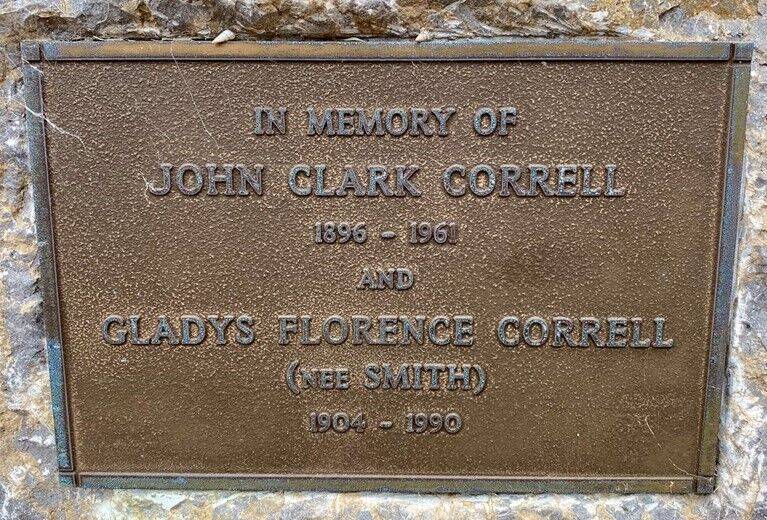 IN MEMORY OF
JOHN CLARK CORRELL
1896 - 1961
AND
GLADYS FLORENCE CORRELL
(NEE SMITH)
1904 - 1990